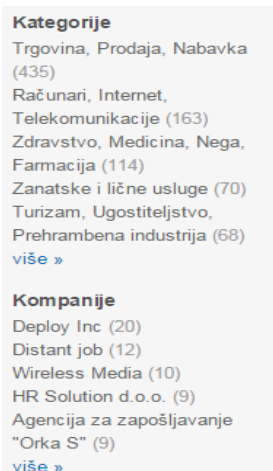 Kategorije
Trgovina, Prodaja, Nabavka
(435)
Računari, Internet,
Telekomunikacije (163)
Zdravstvo, Medicina, Nega,
Farmacija (114)
Zanatske i lične usluge (70)
Turizam, Ugostiteljstvo,
Prehrambena industrija (68)
više »
Kompanije
Deploy Inc (20)
Distant job (12)
Wireless Media (10)
HR Solution d.o.o. (9)
Agencija za zapošljavanje
"Orka S" (9)
više »